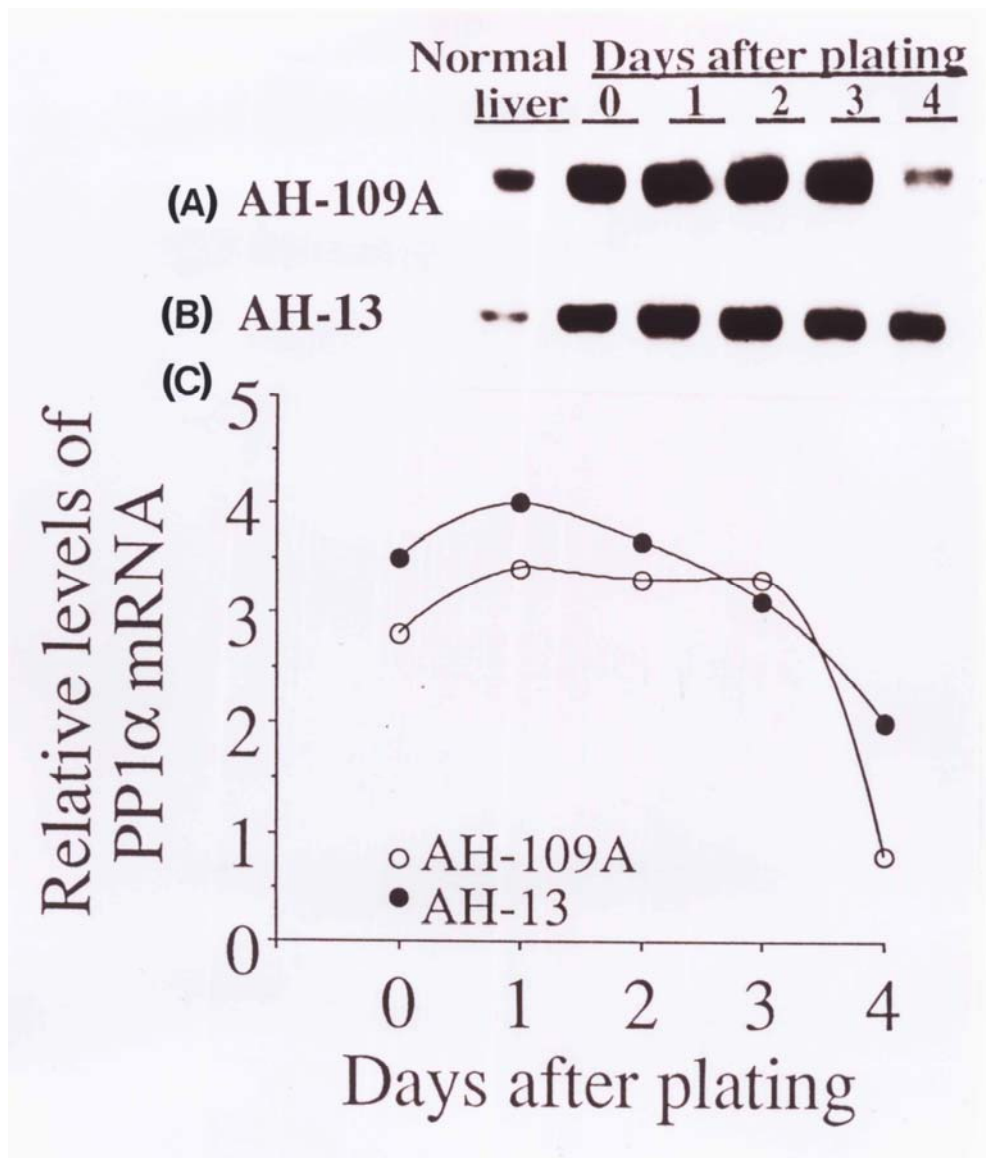 Normal Days after plating
liver 0 1 2 3 4
(A) AH-109A
(B) AH-13
(C)
5
4
3
2
1
0
Relative levels of
PP1α mRNA
AH-109A
AH-13
0 1 2 3 4
Days after plating